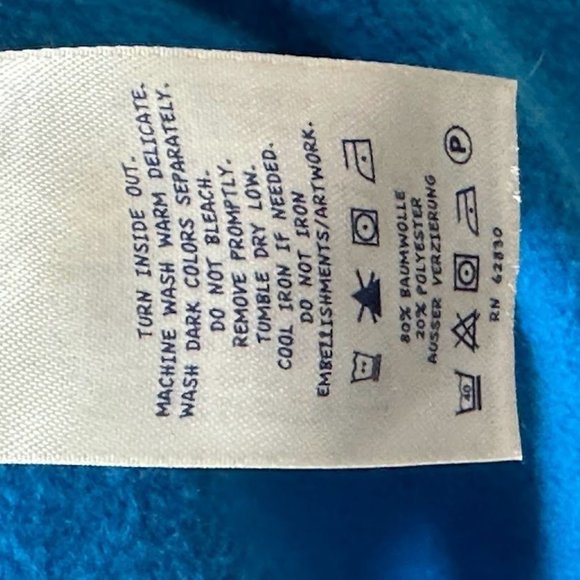 TURN INSIDE OUT.
MACHINE WASH WARM DELICATE.
WASH DARK COLORS SEPARATELY.
DO NOT BLEACH.
REMOVE PROMPTLY.
TUMBLE DRY LOW.
COOL IRON IF NEEDED.
DO NOT IRON
EMBELLISHMENTS/ARTWORK.
80% BAUMWOLLE
20% POLYESTER
AUSSER VERZIERUNG
40 P
RN 62830